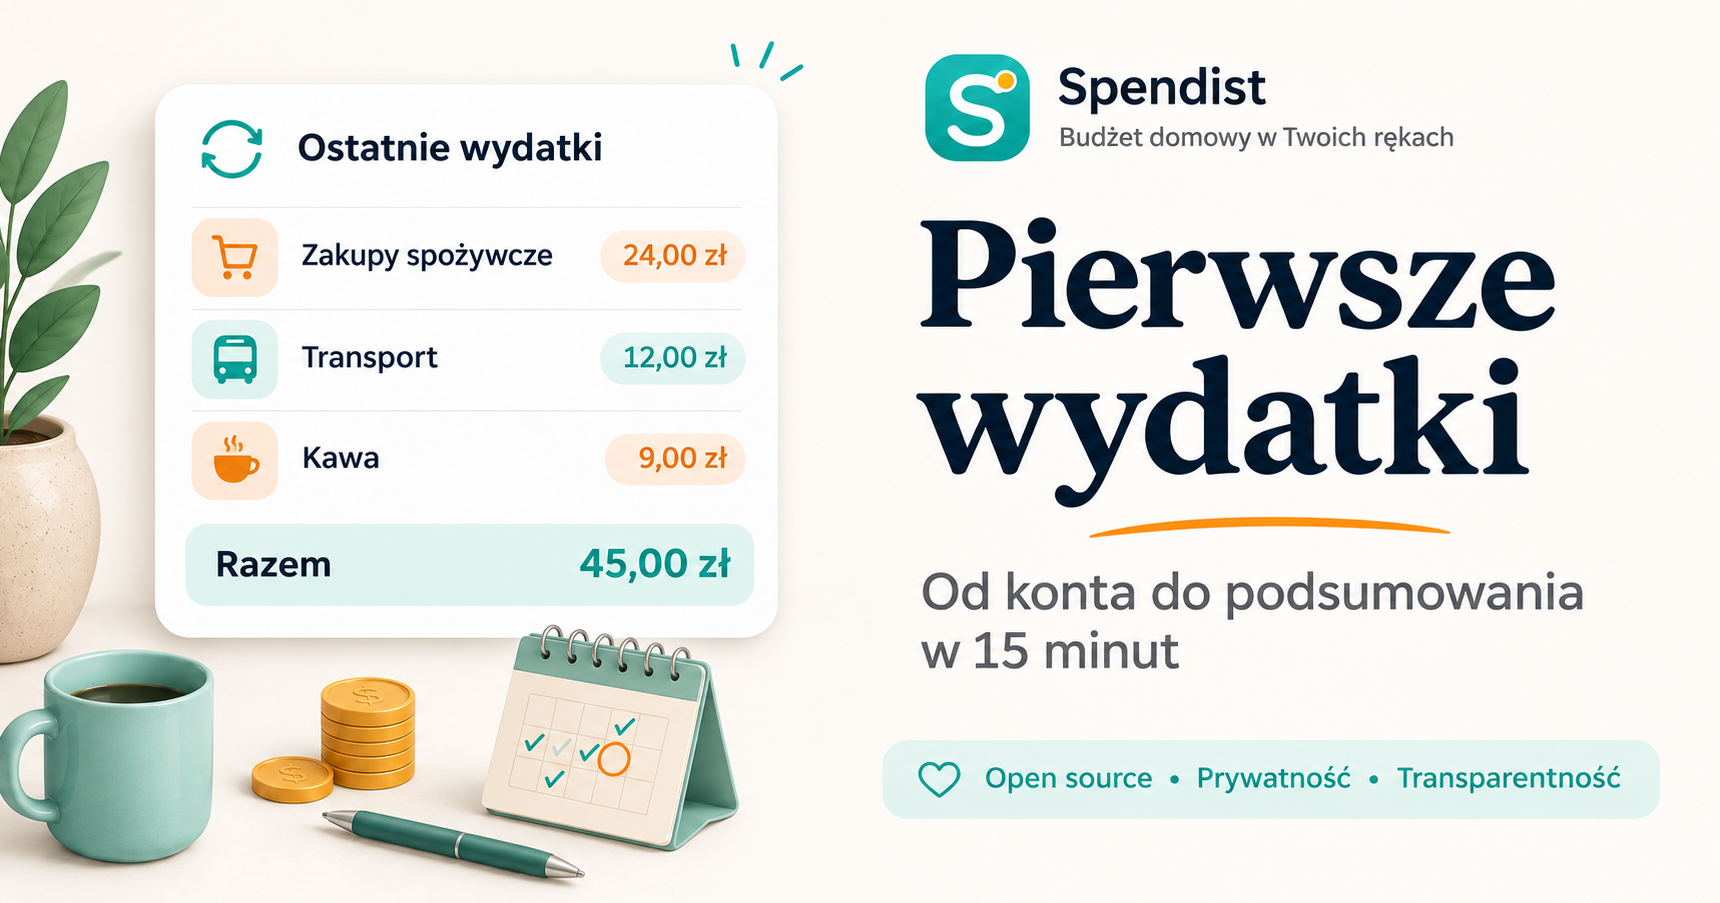 Ostatnie wydatki
Zakupy spożywcze 24,00 zł
Transport 12,00 zł
Kawa 9,00 zł
Razem 45,00 zł
Spendist
Budżet domowy w Twoich rękach
Pierwsze
wydatki
Od konta do podsumowania
w 15 minut
Open source • Prywatność • Transparentność